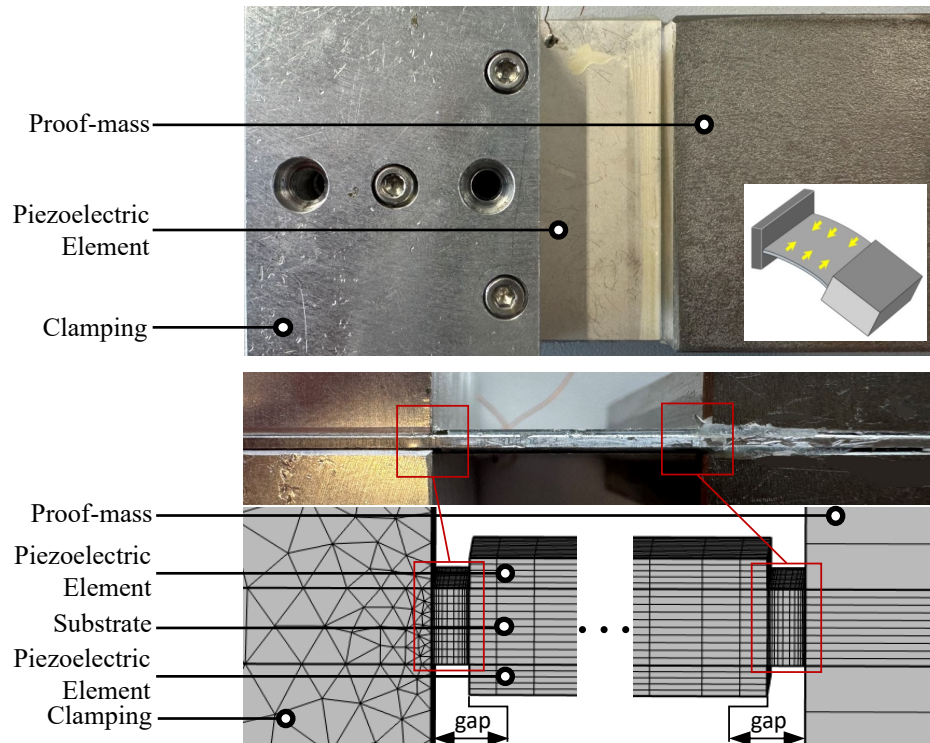 Proof-mass
Piezoelectric
Element
Clamping
Proof-mass
Piezoelectric
Element
Substrate
Piezoelectric
Element
Clamping
gap
gap